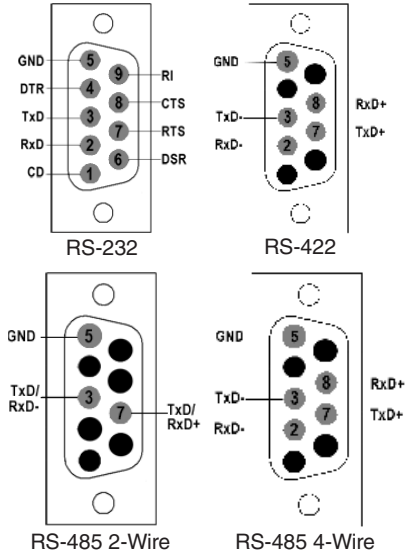 GND 5
9 RI
DTR 4
8 CTS
TxD 3
7 RTS
RxD 2
6 DSR
CD 1
RS-232
GND 5
8 RxD+
TxD- 3
7 TxD+
RxD- 2
RS-422
GND 5
TxD/
RxD- 3
7 TxD/
RxD+
RS-485 2-Wire
GND 5
8 RxD+
TxD- 3
7 TxD+
RxD- 2
RS-485 4-Wire